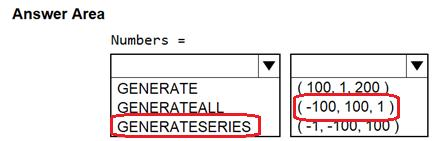 Answer Area
Numbers =
GENERATE
GENERATEALL
GENERATESERIES
( 100, 1, 200 )
( -100, 100, 1 )
( -1, -100, 100 )